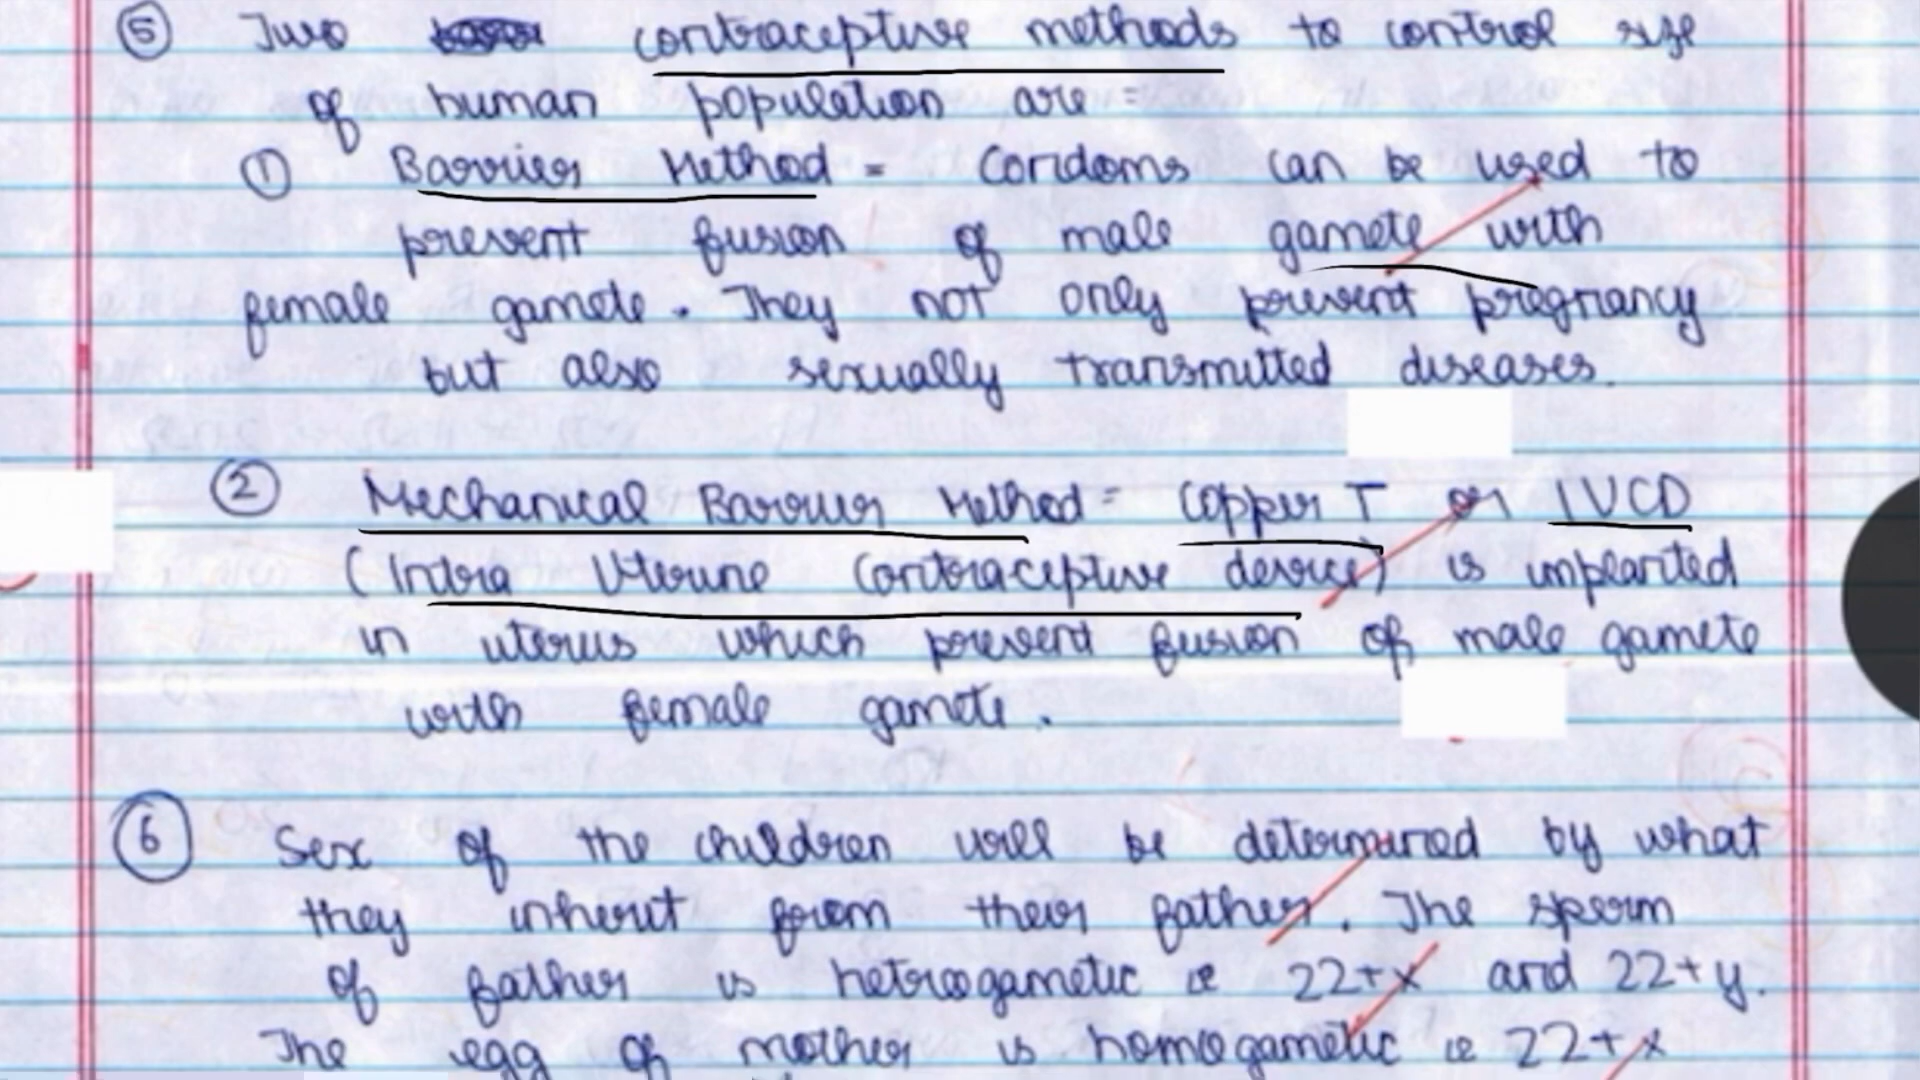 5 Two contraceptive methods to control size
of human population are =
1 Barrier Method = Condoms can be used to
prevent fusion of male gamete with
female gamete. They not only prevent pregnancy
but also sexually transmitted diseases.
2 Mechanical Barrier Method = Copper T or IVCD
(Intra Uterine Contraceptive device) is implanted
in uterus which prevent fusion of male gamete
with female gamete.
6 Sex of the children will be determined by what
they inherit from their father. The sperm
of father is hetrogametic ie 22+x and 22+y.
The egg of mother is homogametic ie 22+x